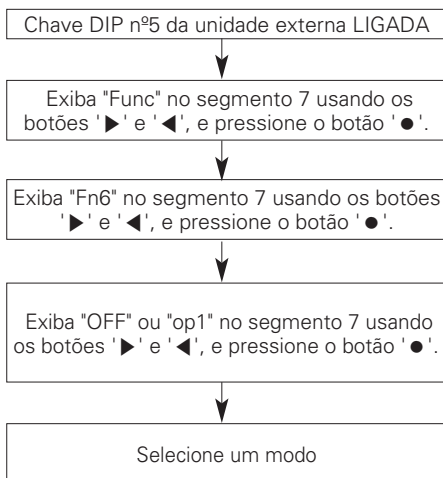 Chave DIP nº5 da unidade externa LIGADA
Exiba "Func" no segmento 7 usando os
botões '▶' e '◀', e pressione o botão '●'.
Exiba "Fn6" no segmento 7 usando os botões
'▶' e '◀', e pressione o botão '●'.
Exiba "OFF" ou "op1" no segmento 7 usando
os botões '▶' e '◀', e pressione o botão '●'.
Selecione um modo